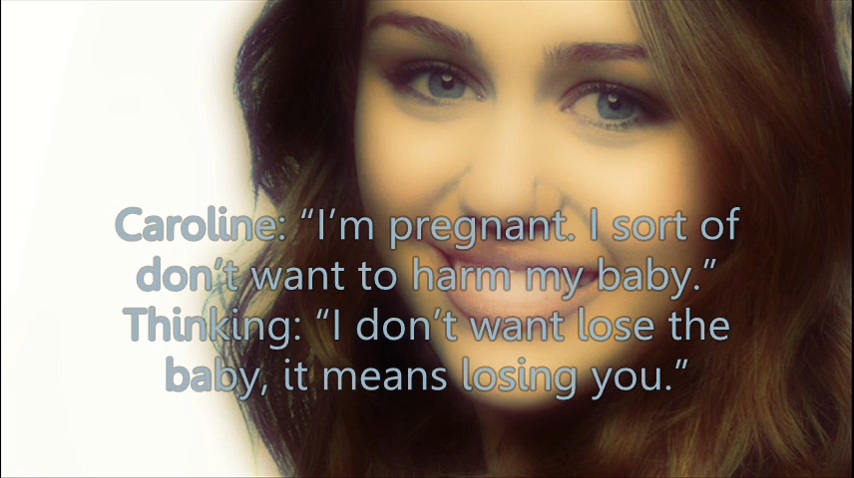 Caroline: “I’m pregnant. I sort of
don’t want to harm my baby.”
Thinking: “I don’t want lose the
baby, it means losing you.”